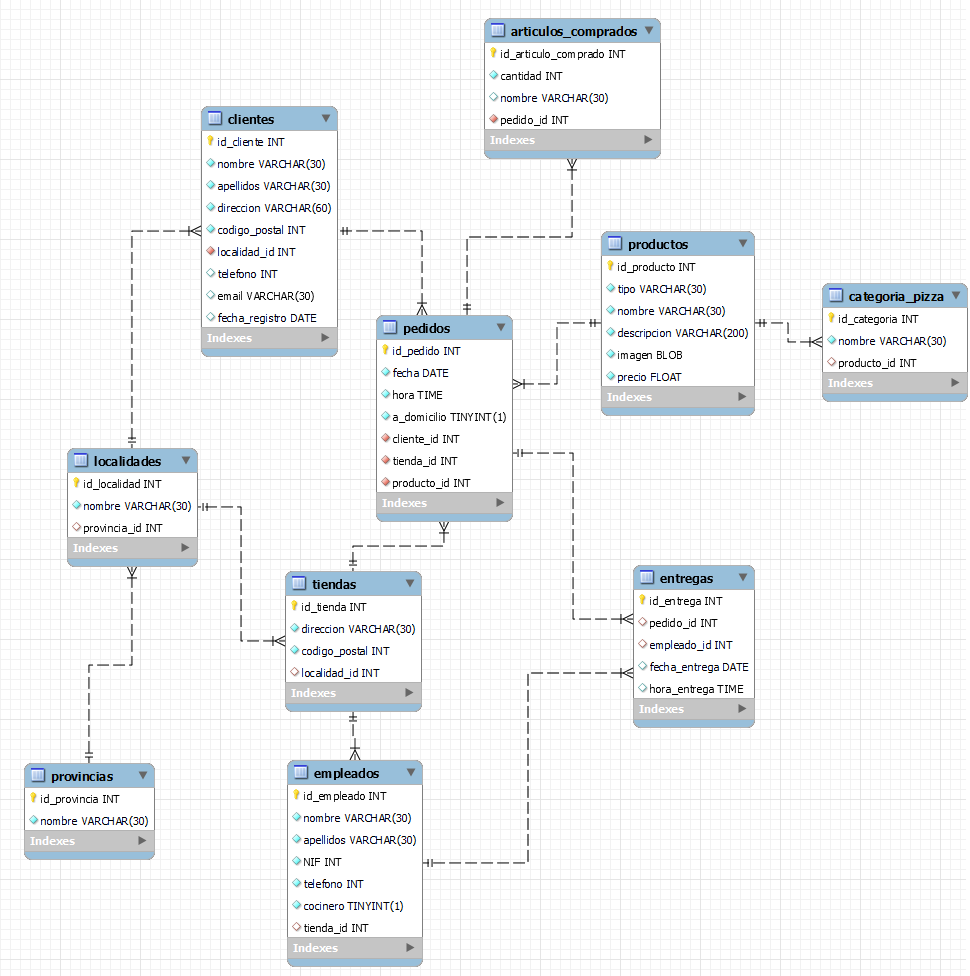 articulos_comprados
id_articulo_comprado INT
cantidad INT
nombre VARCHAR(30)
pedido_id INT
Indexes
clientes
id_cliente INT
nombre VARCHAR(30)
apellidos VARCHAR(30)
direccion VARCHAR(60)
codigo_postal INT
localidad_id INT
telefono INT
email VARCHAR(30)
fecha_registro DATE
Indexes
productos
id_producto INT
tipo VARCHAR(30)
nombre VARCHAR(30)
descripcion VARCHAR(200)
imagen BLOB
precio FLOAT
Indexes
categoria_pizza
id_categoria INT
nombre VARCHAR(30)
producto_id INT
Indexes
pedidos
id_pedido INT
fecha DATE
hora TIME
a_domicilio TINYINT(1)
cliente_id INT
tienda_id INT
producto_id INT
Indexes
localidades
id_localidad INT
nombre VARCHAR(30)
provincia_id INT
Indexes
tiendas
id_tienda INT
direccion VARCHAR(30)
codigo_postal INT
localidad_id INT
Indexes
entregas
id_entrega INT
pedido_id INT
empleado_id INT
fecha_entrega DATE
hora_entrega TIME
Indexes
provincias
id_provincia INT
nombre VARCHAR(30)
Indexes
empleados
id_empleado INT
nombre VARCHAR(30)
apellidos VARCHAR(30)
NIF INT
telefono INT
cocinero TINYINT(1)
tienda_id INT
Indexes